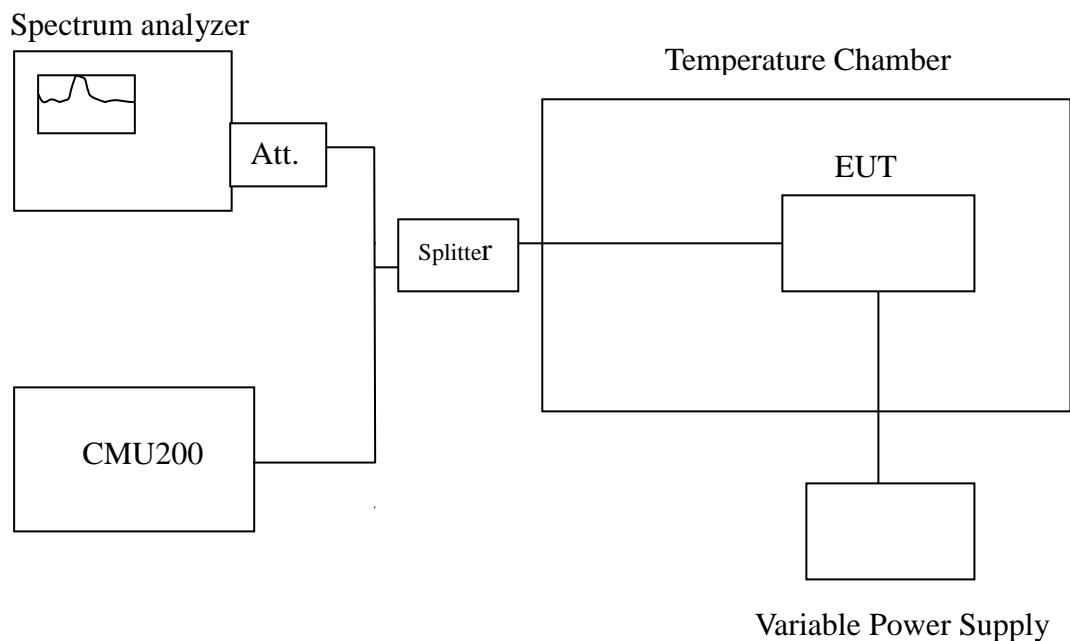 Spectrum analyzer
Temperature Chamber
Att.
EUT
Splitter
CMU200
Variable Power Supply